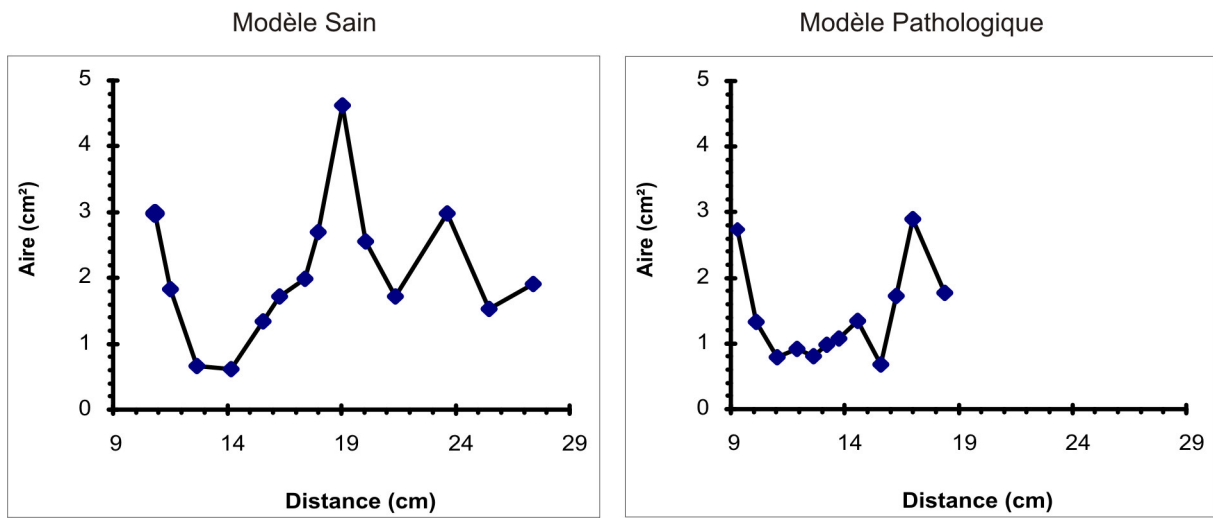 Modèle Sain
5
4
3
2
1
0
9 14 19 24 29
Aire (cm²)
Distance (cm)
Modèle Pathologique
5
4
3
2
1
0
9 14 19 24 29
Aire (cm²)
Distance (cm)